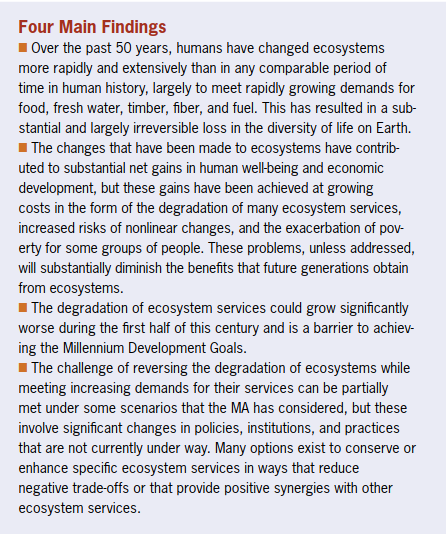 Four Main Findings
■ Over the past 50 years, humans have changed ecosystems
more rapidly and extensively than in any comparable period of
time in human history, largely to meet rapidly growing demands for
food, fresh water, timber, fiber, and fuel. This has resulted in a sub-
stantial and largely irreversible loss in the diversity of life on Earth.
■ The changes that have been made to ecosystems have contrib-
uted to substantial net gains in human well-being and economic
development, but these gains have been achieved at growing
costs in the form of the degradation of many ecosystem services,
increased risks of nonlinear changes, and the exacerbation of pov-
erty for some groups of people. These problems, unless addressed,
will substantially diminish the benefits that future generations obtain
from ecosystems.
■ The degradation of ecosystem services could grow significantly
worse during the first half of this century and is a barrier to achiev-
ing the Millennium Development Goals.
■ The challenge of reversing the degradation of ecosystems while
meeting increasing demands for their services can be partially
met under some scenarios that the MA has considered, but these
involve significant changes in policies, institutions, and practices
that are not currently under way. Many options exist to conserve or
enhance specific ecosystem services in ways that reduce
negative trade-offs or that provide positive synergies with other
ecosystem services.